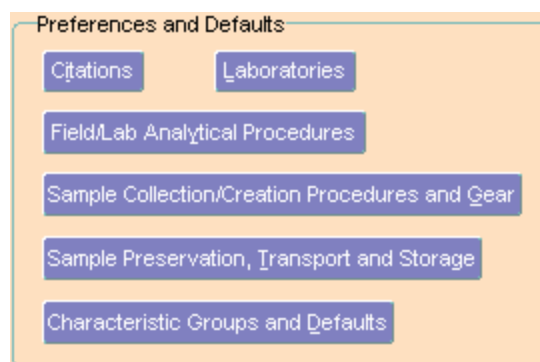 Preferences and Defaults
Citations Laboratories
Field/Lab Analytical Procedures
Sample Collection/Creation Procedures and Gear
Sample Preservation, Transport and Storage
Characteristic Groups and Defaults